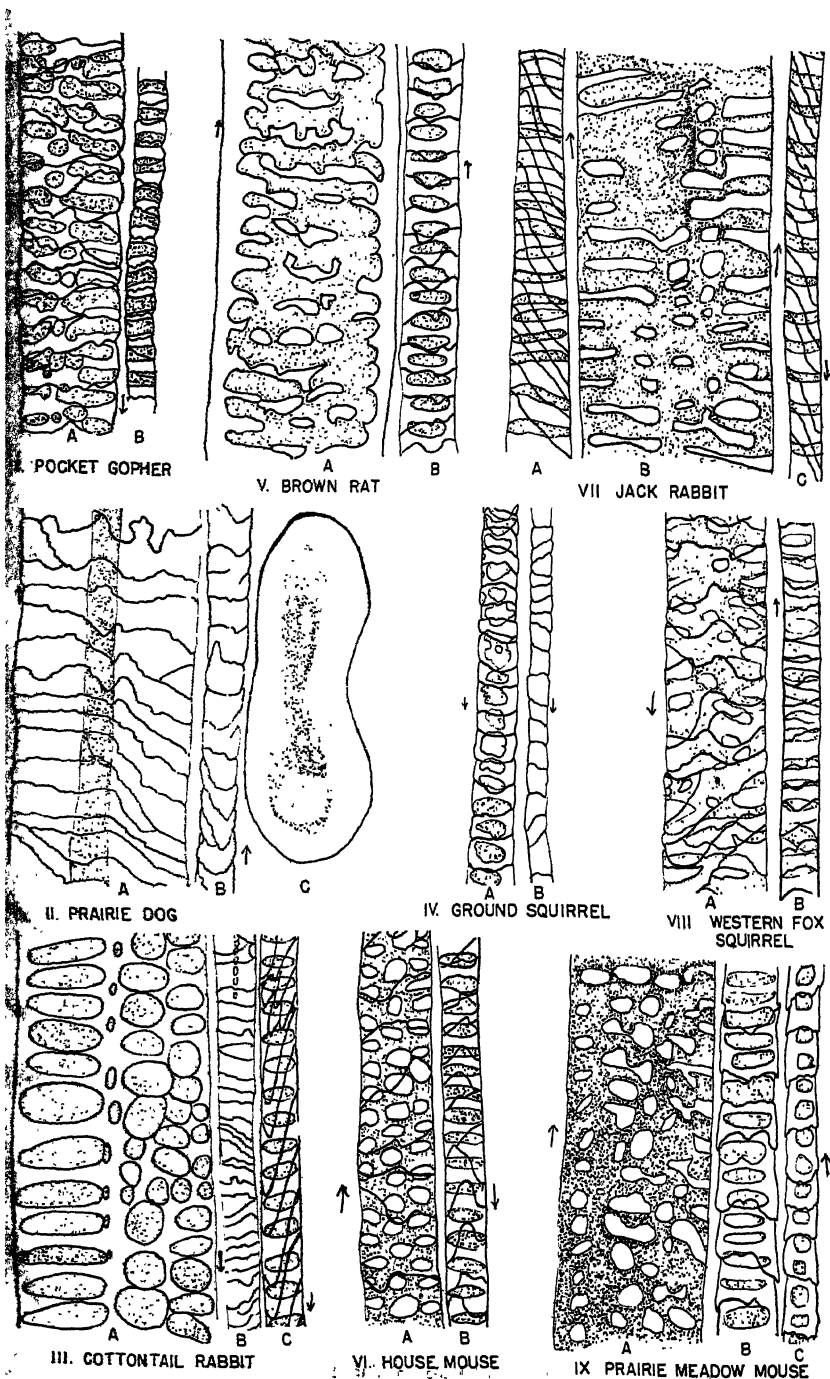 A B
POCKET GOPHER
A B
V. BROWN RAT
A B C
VII JACK RABBIT
A B C
II. PRAIRIE DOG
A B
IV. GROUND SQUIRREL
A B
VIII WESTERN FOX
SQUIRREL
A B C
III. COTTONTAIL RABBIT
A B
VI. HOUSE MOUSE
A B C
IX PRAIRIE MEADOW MOUSE